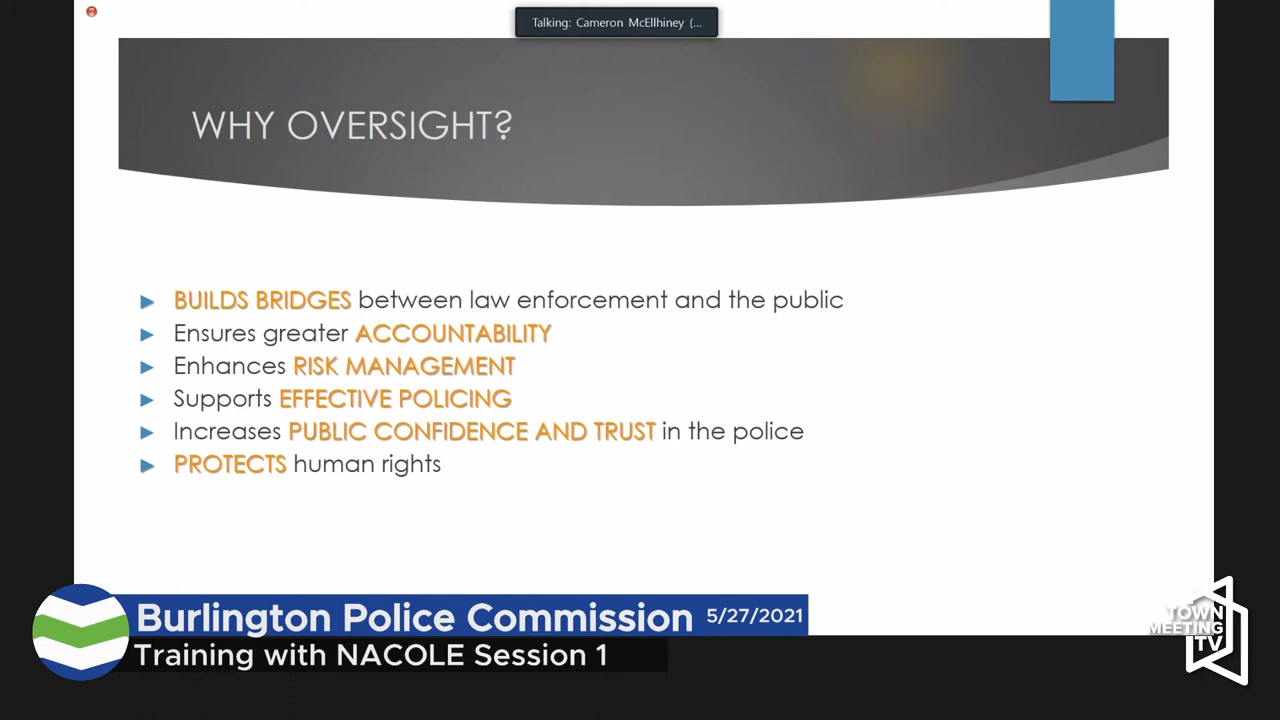 Talking: Cameron McEllhiney (...
WHY OVERSIGHT?
BUILDS BRIDGES between law enforcement and the public
Ensures greater ACCOUNTABILITY
Enhances RISK MANAGEMENT
Supports EFFECTIVE POLICING
Increases PUBLIC CONFIDENCE AND TRUST in the police
PROTECTS human rights
Burlington Police Commission 5/27/2021
Training with NACOLE Session 1
TOWN
MEETING
TV